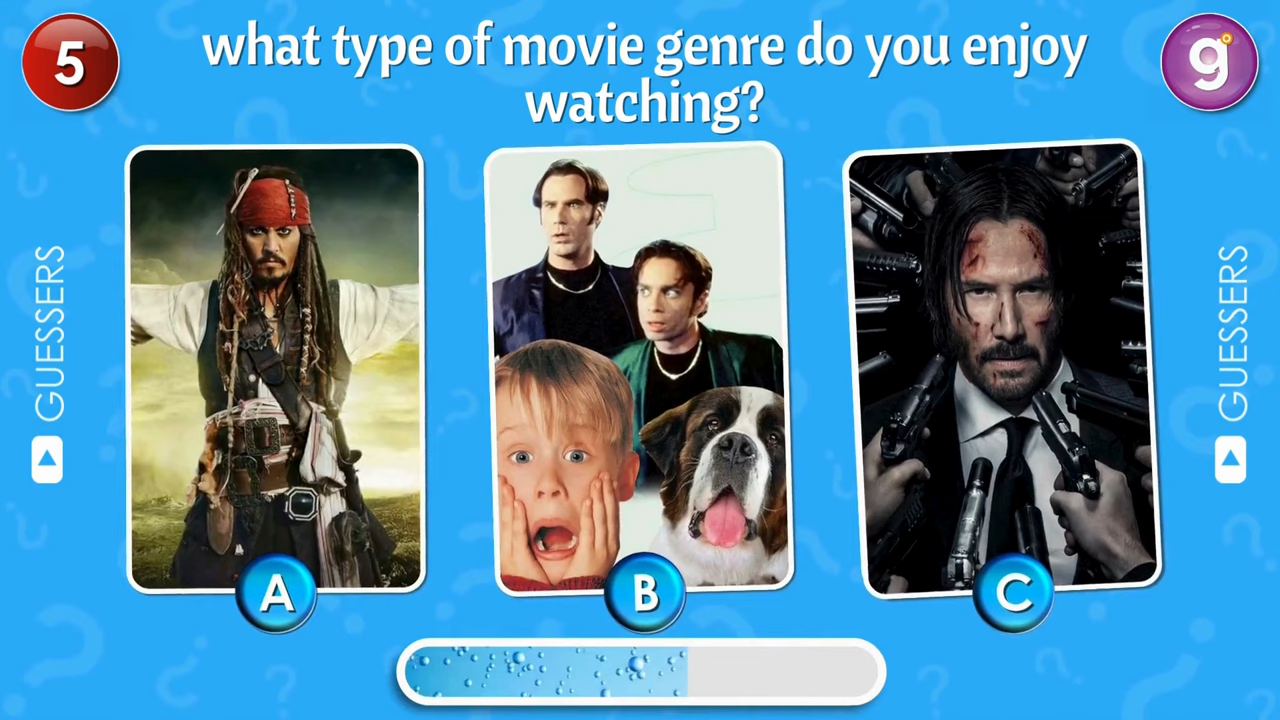 5
what type of movie genre do you enjoy
watching?
g
GUESSERS
GUESSERS
A
B
C